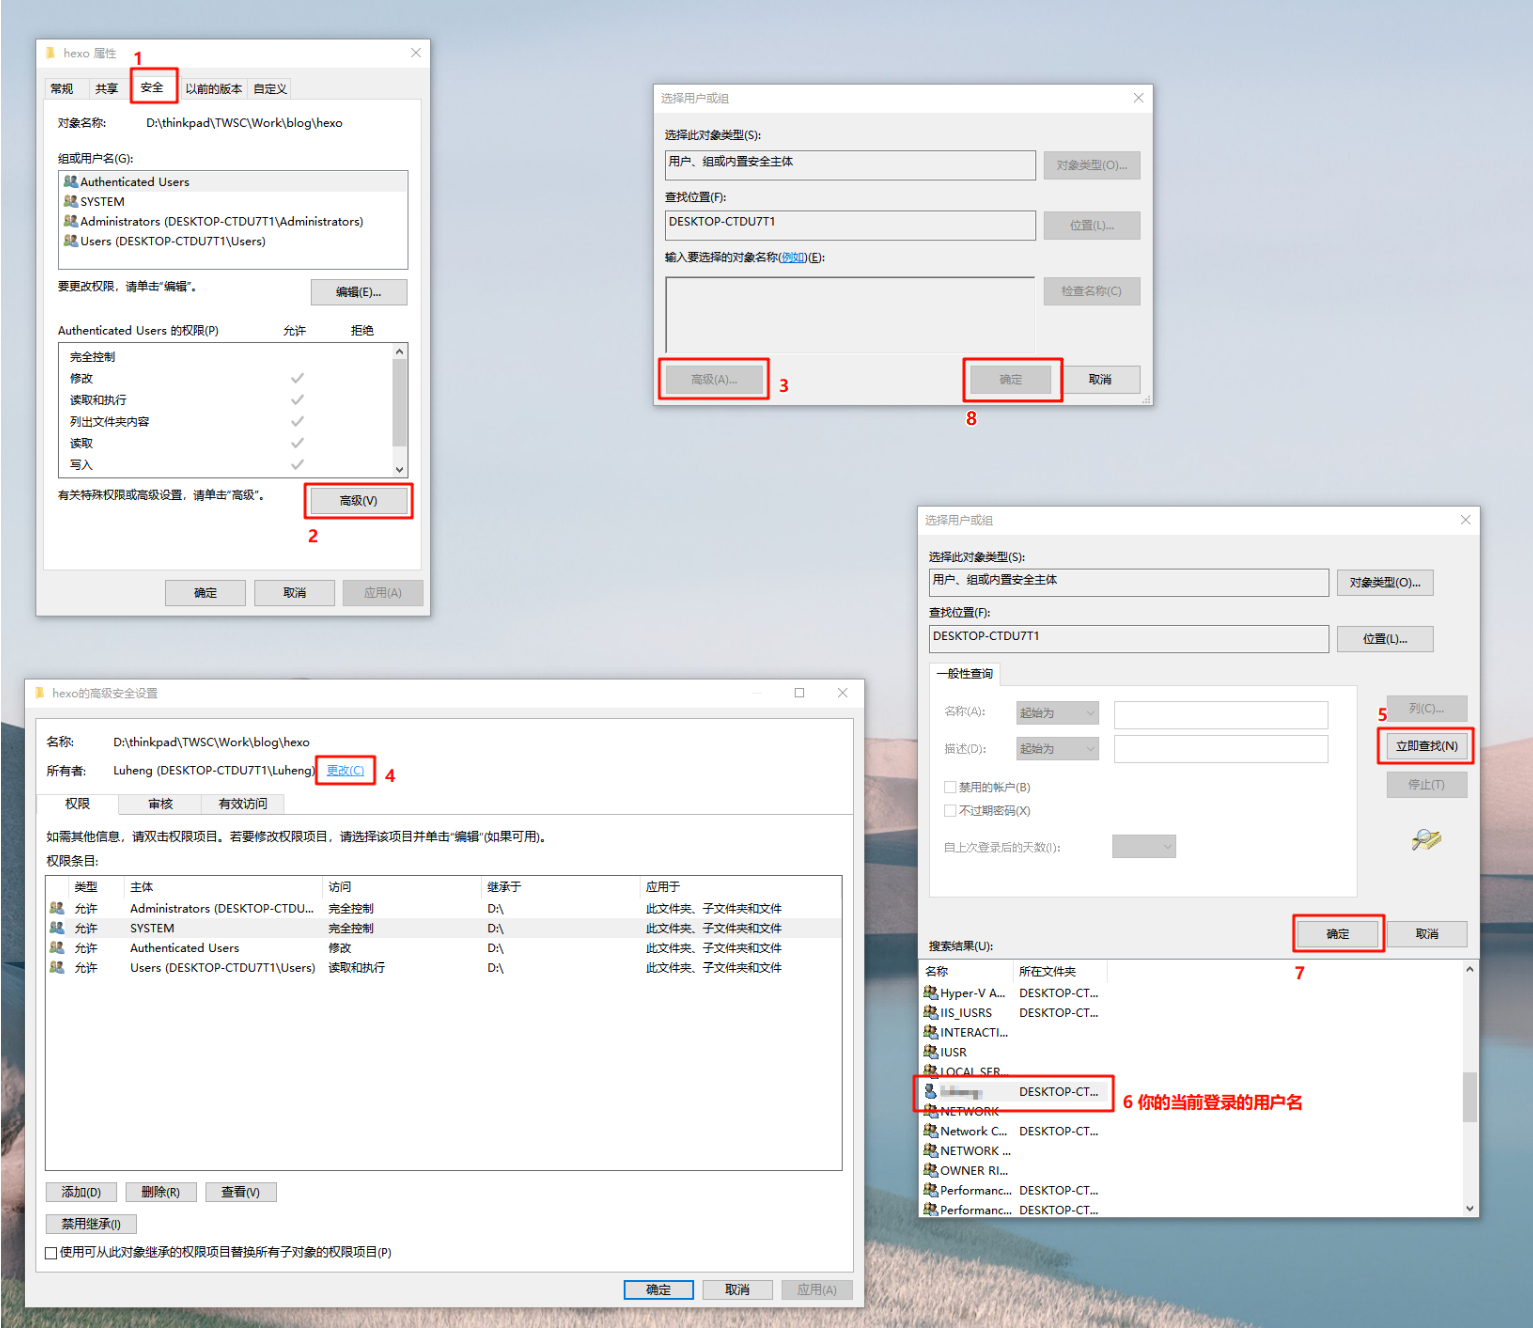 hexo 属性
1
常规 共享 安全 以前的版本 自定义
对象名称: D:\thinkpad\TWSC\Work\blog\hexo
组或用户名(G):
Authenticated Users
SYSTEM
Administrators (DESKTOP-CTDU7T1\Administrators)
Users (DESKTOP-CTDU7T1\Users)
要更改权限，请单击"编辑"。
编辑(E)...
Authenticated Users 的权限(P) 允许 拒绝
完全控制
修改
读取和执行
列出文件夹内容
读取
写入
有关特殊权限或高级设置，请单击"高级"。
高级(V)
2
确定 取消 应用(A)
选择用户或组
选择此对象类型(S):
用户、组或内置安全主体
对象类型(O)...
查找位置(F):
DESKTOP-CTDU7T1
位置(L)...
输入要选择的对象名称(例如)(E):
检查名称(C)
高级(A)...
3
确定
取消
8
hexo的高级安全设置
名称: D:\thinkpad\TWSC\Work\blog\hexo
所有者: Luheng (DESKTOP-CTDU7T1\Luheng) 更改(C)
4
权限 审核 有效访问
如需其他信息，请双击权限项目。若要修改权限项目，请选择该项目并单击"编辑"(如果可用)。
权限条目:
类型 主体 访问 继承于 应用于
允许 Administrators (DESKTOP-CTDU... 完全控制 D:\ 此文件夹、子文件夹和文件
允许 SYSTEM 完全控制 D:\ 此文件夹、子文件夹和文件
允许 Authenticated Users 修改 D:\ 此文件夹、子文件夹和文件
允许 Users (DESKTOP-CTDU7T1\Users) 读取和执行 D:\ 此文件夹、子文件夹和文件
添加(D) 删除(R) 查看(V)
禁用继承(I)
使用可从此对象继承的权限项目替换所有子对象的权限项目(P)
确定 取消 应用(A)
选择用户或组
选择此对象类型(S):
用户、组或内置安全主体
对象类型(O)...
查找位置(F):
DESKTOP-CTDU7T1
位置(L)...
一般性查询
名称(A): 起始为
描述(D): 起始为
禁用的帐户(B)
不过期密码(X)
自上次登录后的天数(I):
列(C)...
5
立即查找(N)
停止(T)
确定 取消
7
搜索结果(U):
名称 所在文件夹
Hyper-V A... DESKTOP-CT...
IIS_IUSRS DESKTOP-CT...
INTERACTI...
IUSR
LOCAL SER...
DESKTOP-CT...
6 你的当前登录的用户名
NETWORK
Network C... DESKTOP-CT...
NETWORK ...
OWNER RI...
Performanc... DESKTOP-CT...
Performanc... DESKTOP-CT...